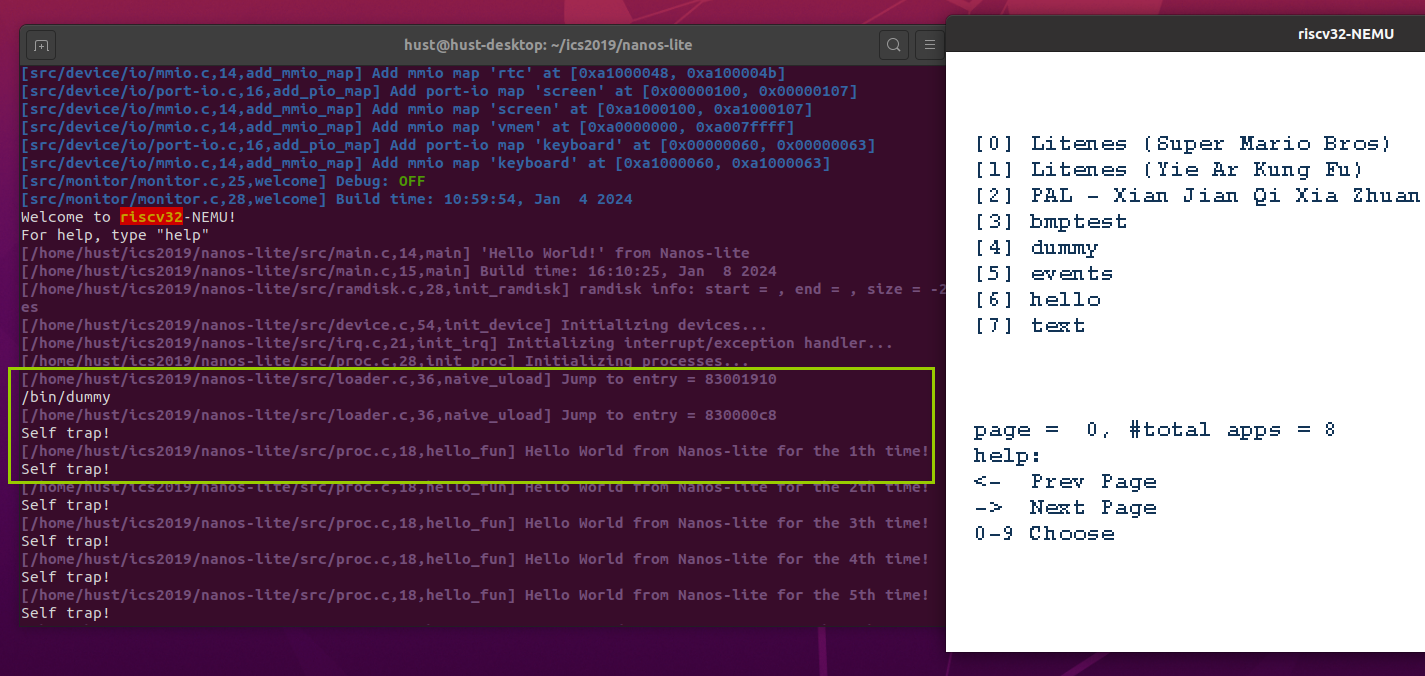 hust@hust-desktop: ~/ics2019/nanos-lite
[src/device/io/mmio.c,14,add_mmio_map] Add mmio map 'rtc' at [0xa1000048, 0xa100004b]
[src/device/io/port-io.c,16,add_pio_map] Add port-io map 'screen' at [0x00000100, 0x00000107]
[src/device/io/mmio.c,14,add_mmio_map] Add mmio map 'screen' at [0xa1000100, 0xa1000107]
[src/device/io/mmio.c,14,add_mmio_map] Add mmio map 'vmem' at [0xa0000000, 0xa007ffff]
[src/device/io/port-io.c,16,add_pio_map] Add port-io map 'keyboard' at [0x00000060, 0x00000063]
[src/device/io/mmio.c,14,add_mmio_map] Add mmio map 'keyboard' at [0xa1000060, 0xa1000063]
[src/monitor/monitor.c,25,welcome] Debug: OFF
[src/monitor/monitor.c,28,welcome] Build time: 10:59:54, Jan  4 2024
Welcome to riscv32-NEMU!
For help, type "help"
[/home/hust/ics2019/nanos-lite/src/main.c,14,main] 'Hello World!' from Nanos-lite
[/home/hust/ics2019/nanos-lite/src/main.c,15,main] Build time: 16:10:25, Jan  8 2024
[/home/hust/ics2019/nanos-lite/src/ramdisk.c,28,init_ramdisk] ramdisk info: start = , end = , size = -2
es
[/home/hust/ics2019/nanos-lite/src/device.c,54,init_device] Initializing devices...
[/home/hust/ics2019/nanos-lite/src/irq.c,21,init_irq] Initializing interrupt/exception handler...
[/home/hust/ics2019/nanos-lite/src/proc.c,28,init_proc] Initializing processes...
[/home/hust/ics2019/nanos-lite/src/loader.c,36,naive_uload] Jump to entry = 83001910
/bin/dummy
[/home/hust/ics2019/nanos-lite/src/loader.c,36,naive_uload] Jump to entry = 830000c8
Self trap!
[/home/hust/ics2019/nanos-lite/src/proc.c,18,hello_fun] Hello World from Nanos-lite for the 1th time!
Self trap!
[/home/hust/ics2019/nanos-lite/src/proc.c,18,hello_fun] Hello World from Nanos-lite for the 2th time!
Self trap!
[/home/hust/ics2019/nanos-lite/src/proc.c,18,hello_fun] Hello World from Nanos-lite for the 3th time!
Self trap!
[/home/hust/ics2019/nanos-lite/src/proc.c,18,hello_fun] Hello World from Nanos-lite for the 4th time!
Self trap!
[/home/hust/ics2019/nanos-lite/src/proc.c,18,hello_fun] Hello World from Nanos-lite for the 5th time!
Self trap!
riscv32-NEMU
[0] Litenes (Super Mario Bros)
[1] Litenes (Yie Ar Kung Fu)
[2] PAL - Xian Jian Qi Xia Zhuan
[3] bmptest
[4] dummy
[5] events
[6] hello
[7] text
page =  0, #total apps = 8
help:
<-  Prev Page
->  Next Page
0-9 Choose